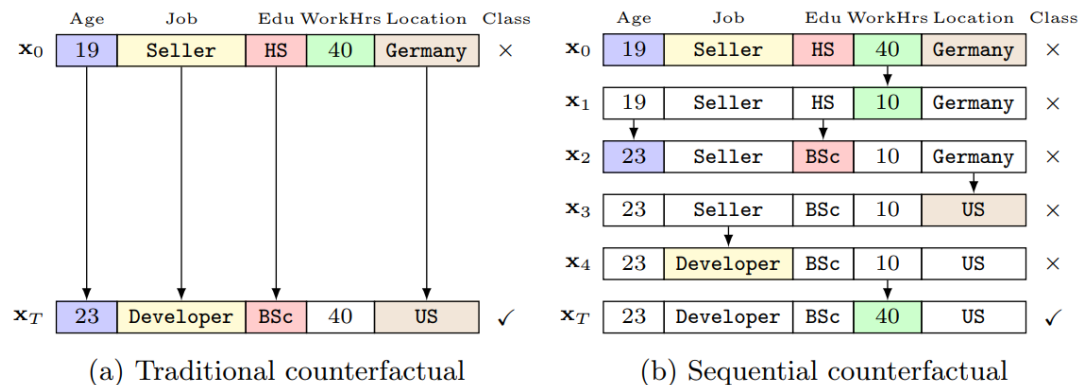 Age Job Edu WorkHrs Location Class
x0 19 Seller HS 40 Germany ×
xT 23 Developer BSc 40 US ✓
(a) Traditional counterfactual
Age Job Edu WorkHrs Location Class
x0 19 Seller HS 40 Germany ×
x1 19 Seller HS 10 Germany ×
x2 23 Seller BSc 10 Germany ×
x3 23 Seller BSc 10 US ×
x4 23 Developer BSc 10 US ×
xT 23 Developer BSc 40 US ✓
(b) Sequential counterfactual